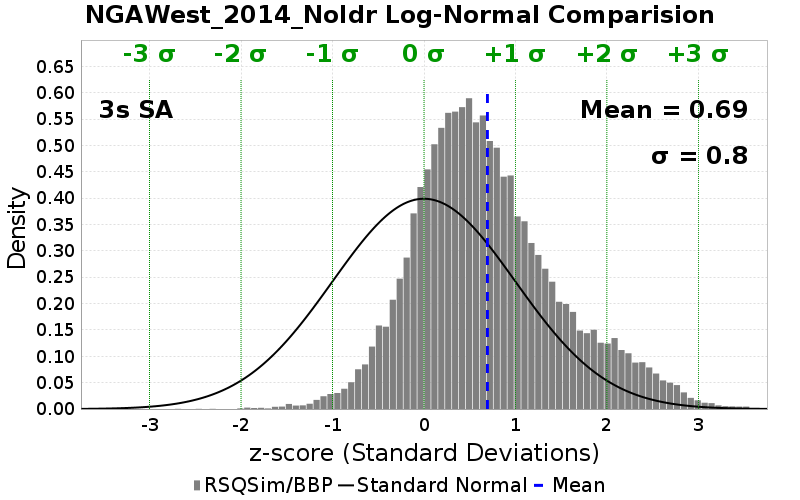 NGAWest_2014_NoIdr Log-Normal Comparision
-3 σ -2 σ -1 σ 0 σ +1 σ +2 σ +3 σ
3s SA
Mean = 0.69
σ = 0.8
Density
0.65
0.60
0.55
0.50
0.45
0.40
0.35
0.30
0.25
0.20
0.15
0.10
0.05
0.00
-3 -2 -1 0 1 2 3
z-score (Standard Deviations)
RSQSim/BBP Standard Normal Mean